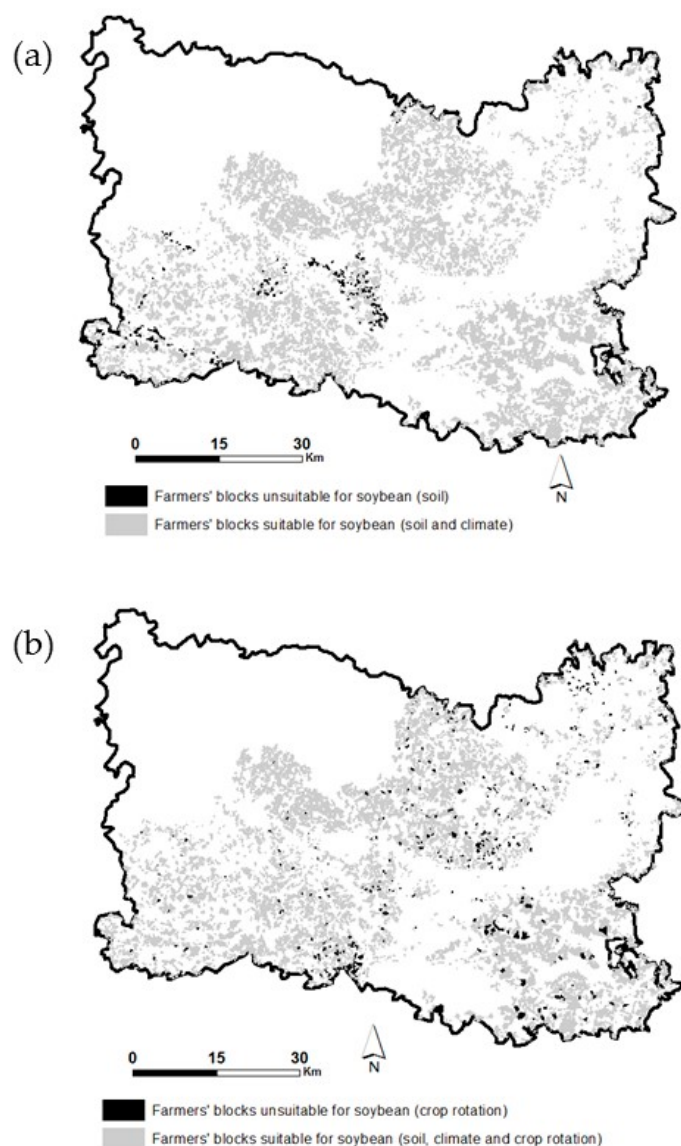 (a)
0 15 30
Km
N
Farmers' blocks unsuitable for soybean (soil)
Farmers' blocks suitable for soybean (soil and climate)
(b)
0 15 30
Km
N
Farmers' blocks unsuitable for soybean (crop rotation)
Farmers' blocks suitable for soybean (soil, climate and crop rotation)